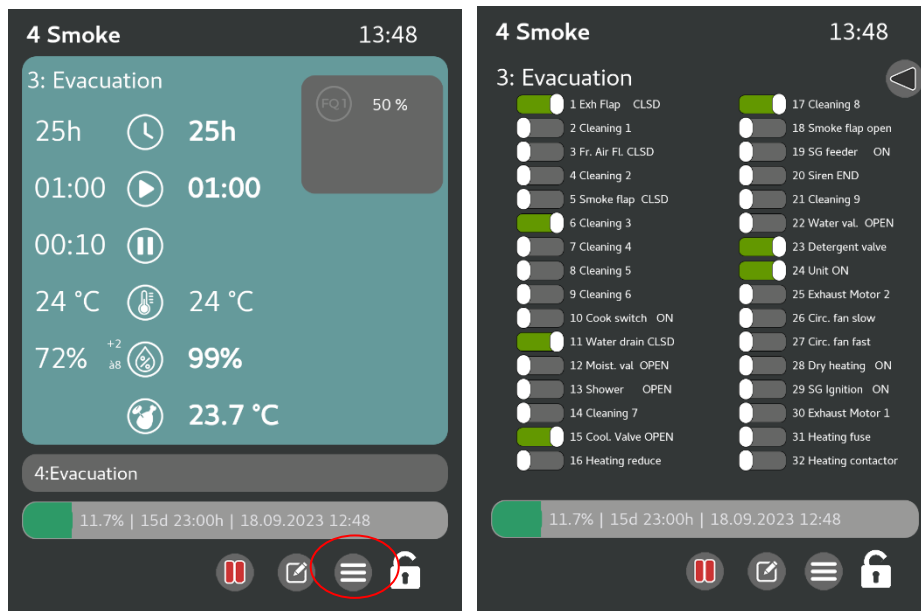 4 Smoke 13:48
3: Evacuation
FQ1 50 %
25h 25h
01:00 01:00
00:10
24 °C 24 °C
72% +2 à8 % 99%
23.7 °C
4:Evacuation
11.7% | 15d 23:00h | 18.09.2023 12:48
4 Smoke 13:48
3: Evacuation
1 Exh Flap CLSD
2 Cleaning 1
3 Fr. Air Fl. CLSD
4 Cleaning 2
5 Smoke flap CLSD
6 Cleaning 3
7 Cleaning 4
8 Cleaning 5
9 Cleaning 6
10 Cook switch ON
11 Water drain CLSD
12 Moist. val OPEN
13 Shower OPEN
14 Cleaning 7
15 Cool. Valve OPEN
16 Heating reduce
17 Cleaning 8
18 Smoke flap open
19 SG feeder ON
20 Siren END
21 Cleaning 9
22 Water val. OPEN
23 Detergent valve
24 Unit ON
25 Exhaust Motor 2
26 Circ. fan slow
27 Circ. fan fast
28 Dry heating ON
29 SG Ignition ON
30 Exhaust Motor 1
31 Heating fuse
32 Heating contactor
11.7% | 15d 23:00h | 18.09.2023 12:48